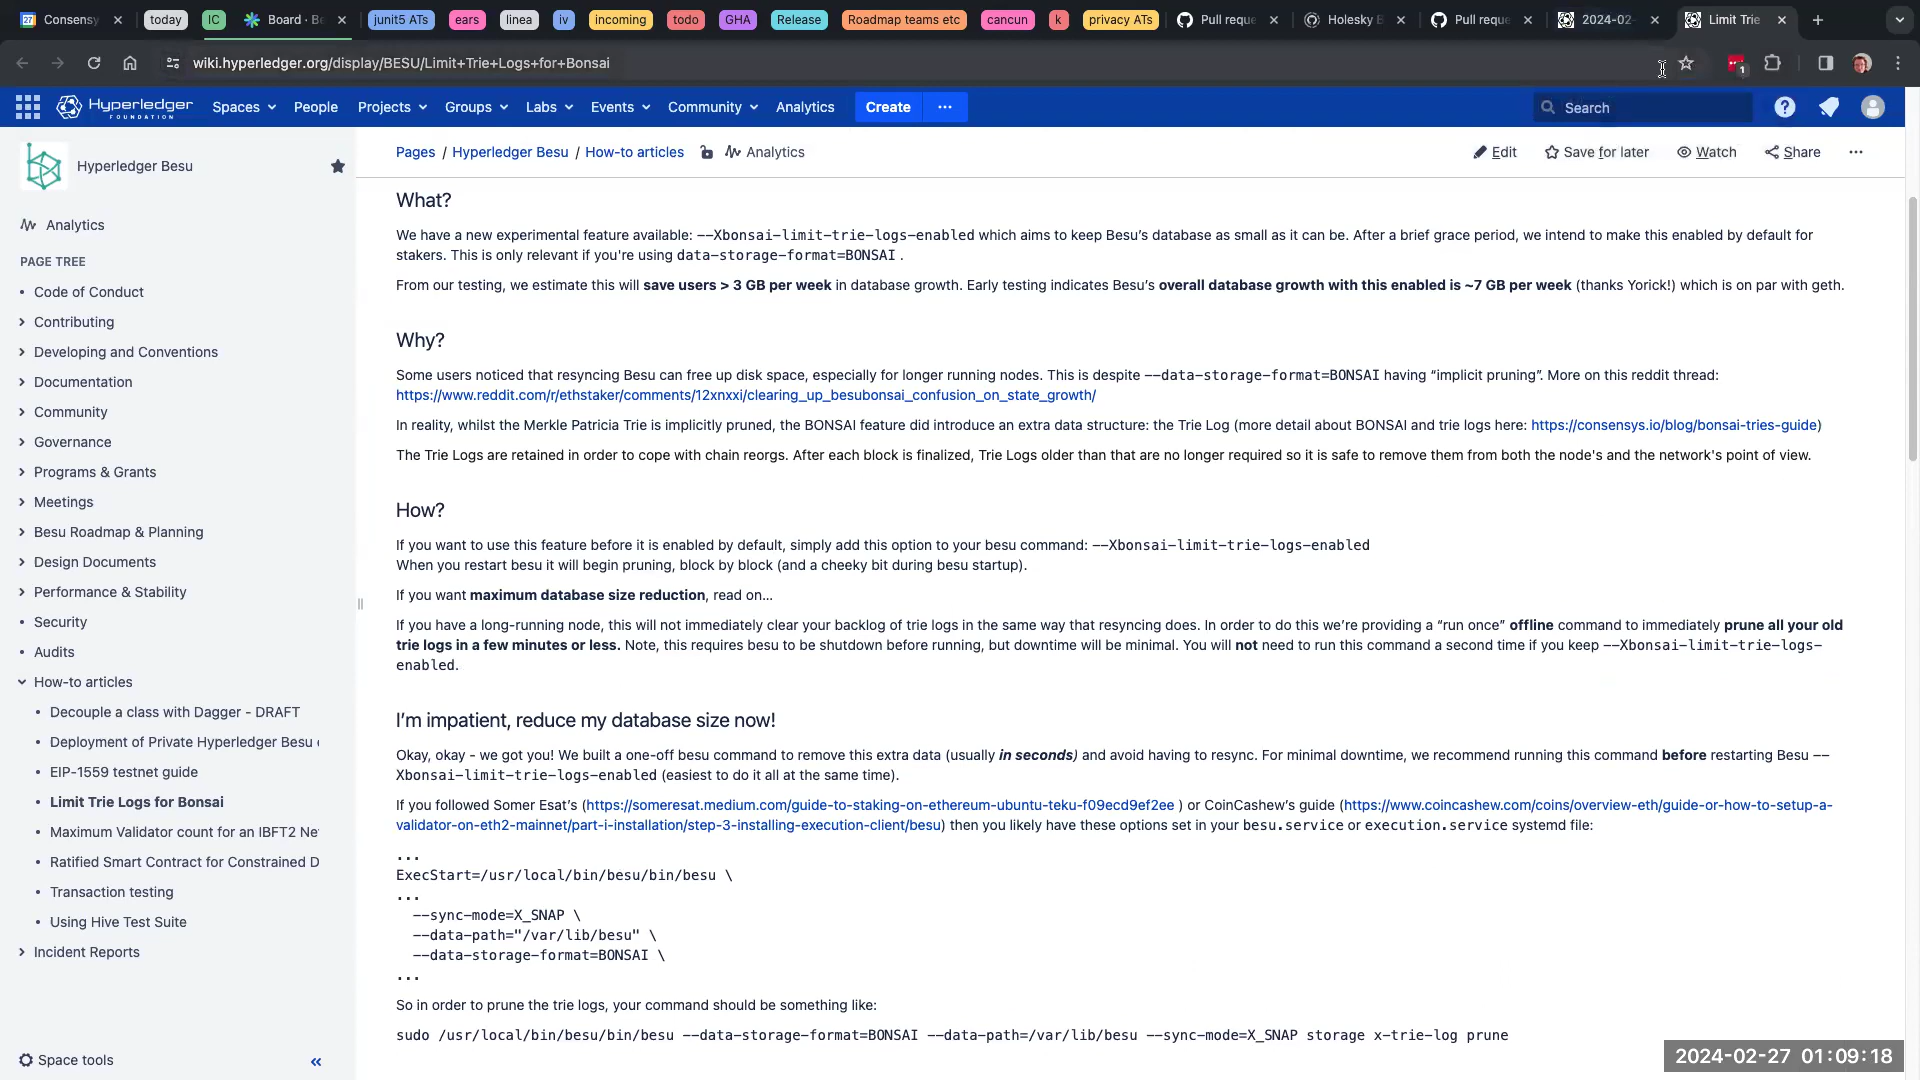 Consensy
today
IC
Board · Be
junit5 ATs
ears
linea
iv
incoming
todo
GHA
Release
Roadmap teams etc
cancun
k
privacy ATs
Pull reque
Holesky B
Pull reque
2024-02-
Limit Trie
wiki.hyperledger.org/display/BESU/Limit+Trie+Logs+for+Bonsai
1
HYPERLEDGER
FOUNDATION
Spaces
People
Projects
Groups
Labs
Events
Community
Analytics
Create
Search
Hyperledger Besu
Analytics
PAGE TREE
Code of Conduct
Contributing
Developing and Conventions
Documentation
Community
Governance
Programs & Grants
Meetings
Besu Roadmap & Planning
Design Documents
Performance & Stability
Security
Audits
How-to articles
Decouple a class with Dagger - DRAFT
Deployment of Private Hyperledger Besu
EIP-1559 testnet guide
Limit Trie Logs for Bonsai
Maximum Validator count for an IBFT2 Ne
Ratified Smart Contract for Constrained D
Transaction testing
Using Hive Test Suite
Incident Reports
Space tools
Pages / Hyperledger Besu / How-to articles
Analytics
Edit
Save for later
Watch
Share
What?
We have a new experimental feature available: --Xbonsai-limit-trie-logs-enabled which aims to keep Besu's database as small as it can be. After a brief grace period, we intend to make this enabled by default for
stakers. This is only relevant if you're using data-storage-format=BONSAI .
From our testing, we estimate this will save users > 3 GB per week in database growth. Early testing indicates Besu's overall database growth with this enabled is ~7 GB per week (thanks Yorick!) which is on par with geth.
Why?
Some users noticed that resyncing Besu can free up disk space, especially for longer running nodes. This is despite --data-storage-format=BONSAI having “implicit pruning”. More on this reddit thread:
https://www.reddit.com/r/ethstaker/comments/12xnxxi/clearing_up_besubonsai_confusion_on_state_growth/
In reality, whilst the Merkle Patricia Trie is implicitly pruned, the BONSAI feature did introduce an extra data structure: the Trie Log (more detail about BONSAI and trie logs here: https://consensys.io/blog/bonsai-tries-guide)
The Trie Logs are retained in order to cope with chain reorgs. After each block is finalized, Trie Logs older than that are no longer required so it is safe to remove them from both the node's and the network's point of view.
How?
If you want to use this feature before it is enabled by default, simply add this option to your besu command: --Xbonsai-limit-trie-logs-enabled
When you restart besu it will begin pruning, block by block (and a cheeky bit during besu startup).
If you want maximum database size reduction, read on...
If you have a long-running node, this will not immediately clear your backlog of trie logs in the same way that resyncing does. In order to do this we're providing a “run once” offline command to immediately prune all your old
trie logs in a few minutes or less. Note, this requires besu to be shutdown before running, but downtime will be minimal. You will not need to run this command a second time if you keep --Xbonsai-limit-trie-logs-
enabled.
I'm impatient, reduce my database size now!
Okay, okay - we got you! We built a one-off besu command to remove this extra data (usually in seconds) and avoid having to resync. For minimal downtime, we recommend running this command before restarting Besu --
Xbonsai-limit-trie-logs-enabled (easiest to do it all at the same time).
If you followed Somer Esat's (https://someresat.medium.com/guide-to-staking-on-ethereum-ubuntu-teku-f09ecd9ef2ee ) or CoinCashew's guide (https://www.coincashew.com/coins/overview-eth/guide-or-how-to-setup-a-
validator-on-eth2-mainnet/part-i-installation/step-3-installing-execution-client/besu) then you likely have these options set in your besu.service or execution.service systemd file:
...
ExecStart=/usr/local/bin/besu/bin/besu \
...
--sync-mode=X_SNAP \
--data-path="/var/lib/besu" \
--data-storage-format=BONSAI \
...
So in order to prune the trie logs, your command should be something like:
sudo /usr/local/bin/besu/bin/besu --data-storage-format=BONSAI --data-path=/var/lib/besu --sync-mode=X_SNAP storage x-trie-log prune
2024-02-27 01:09:18